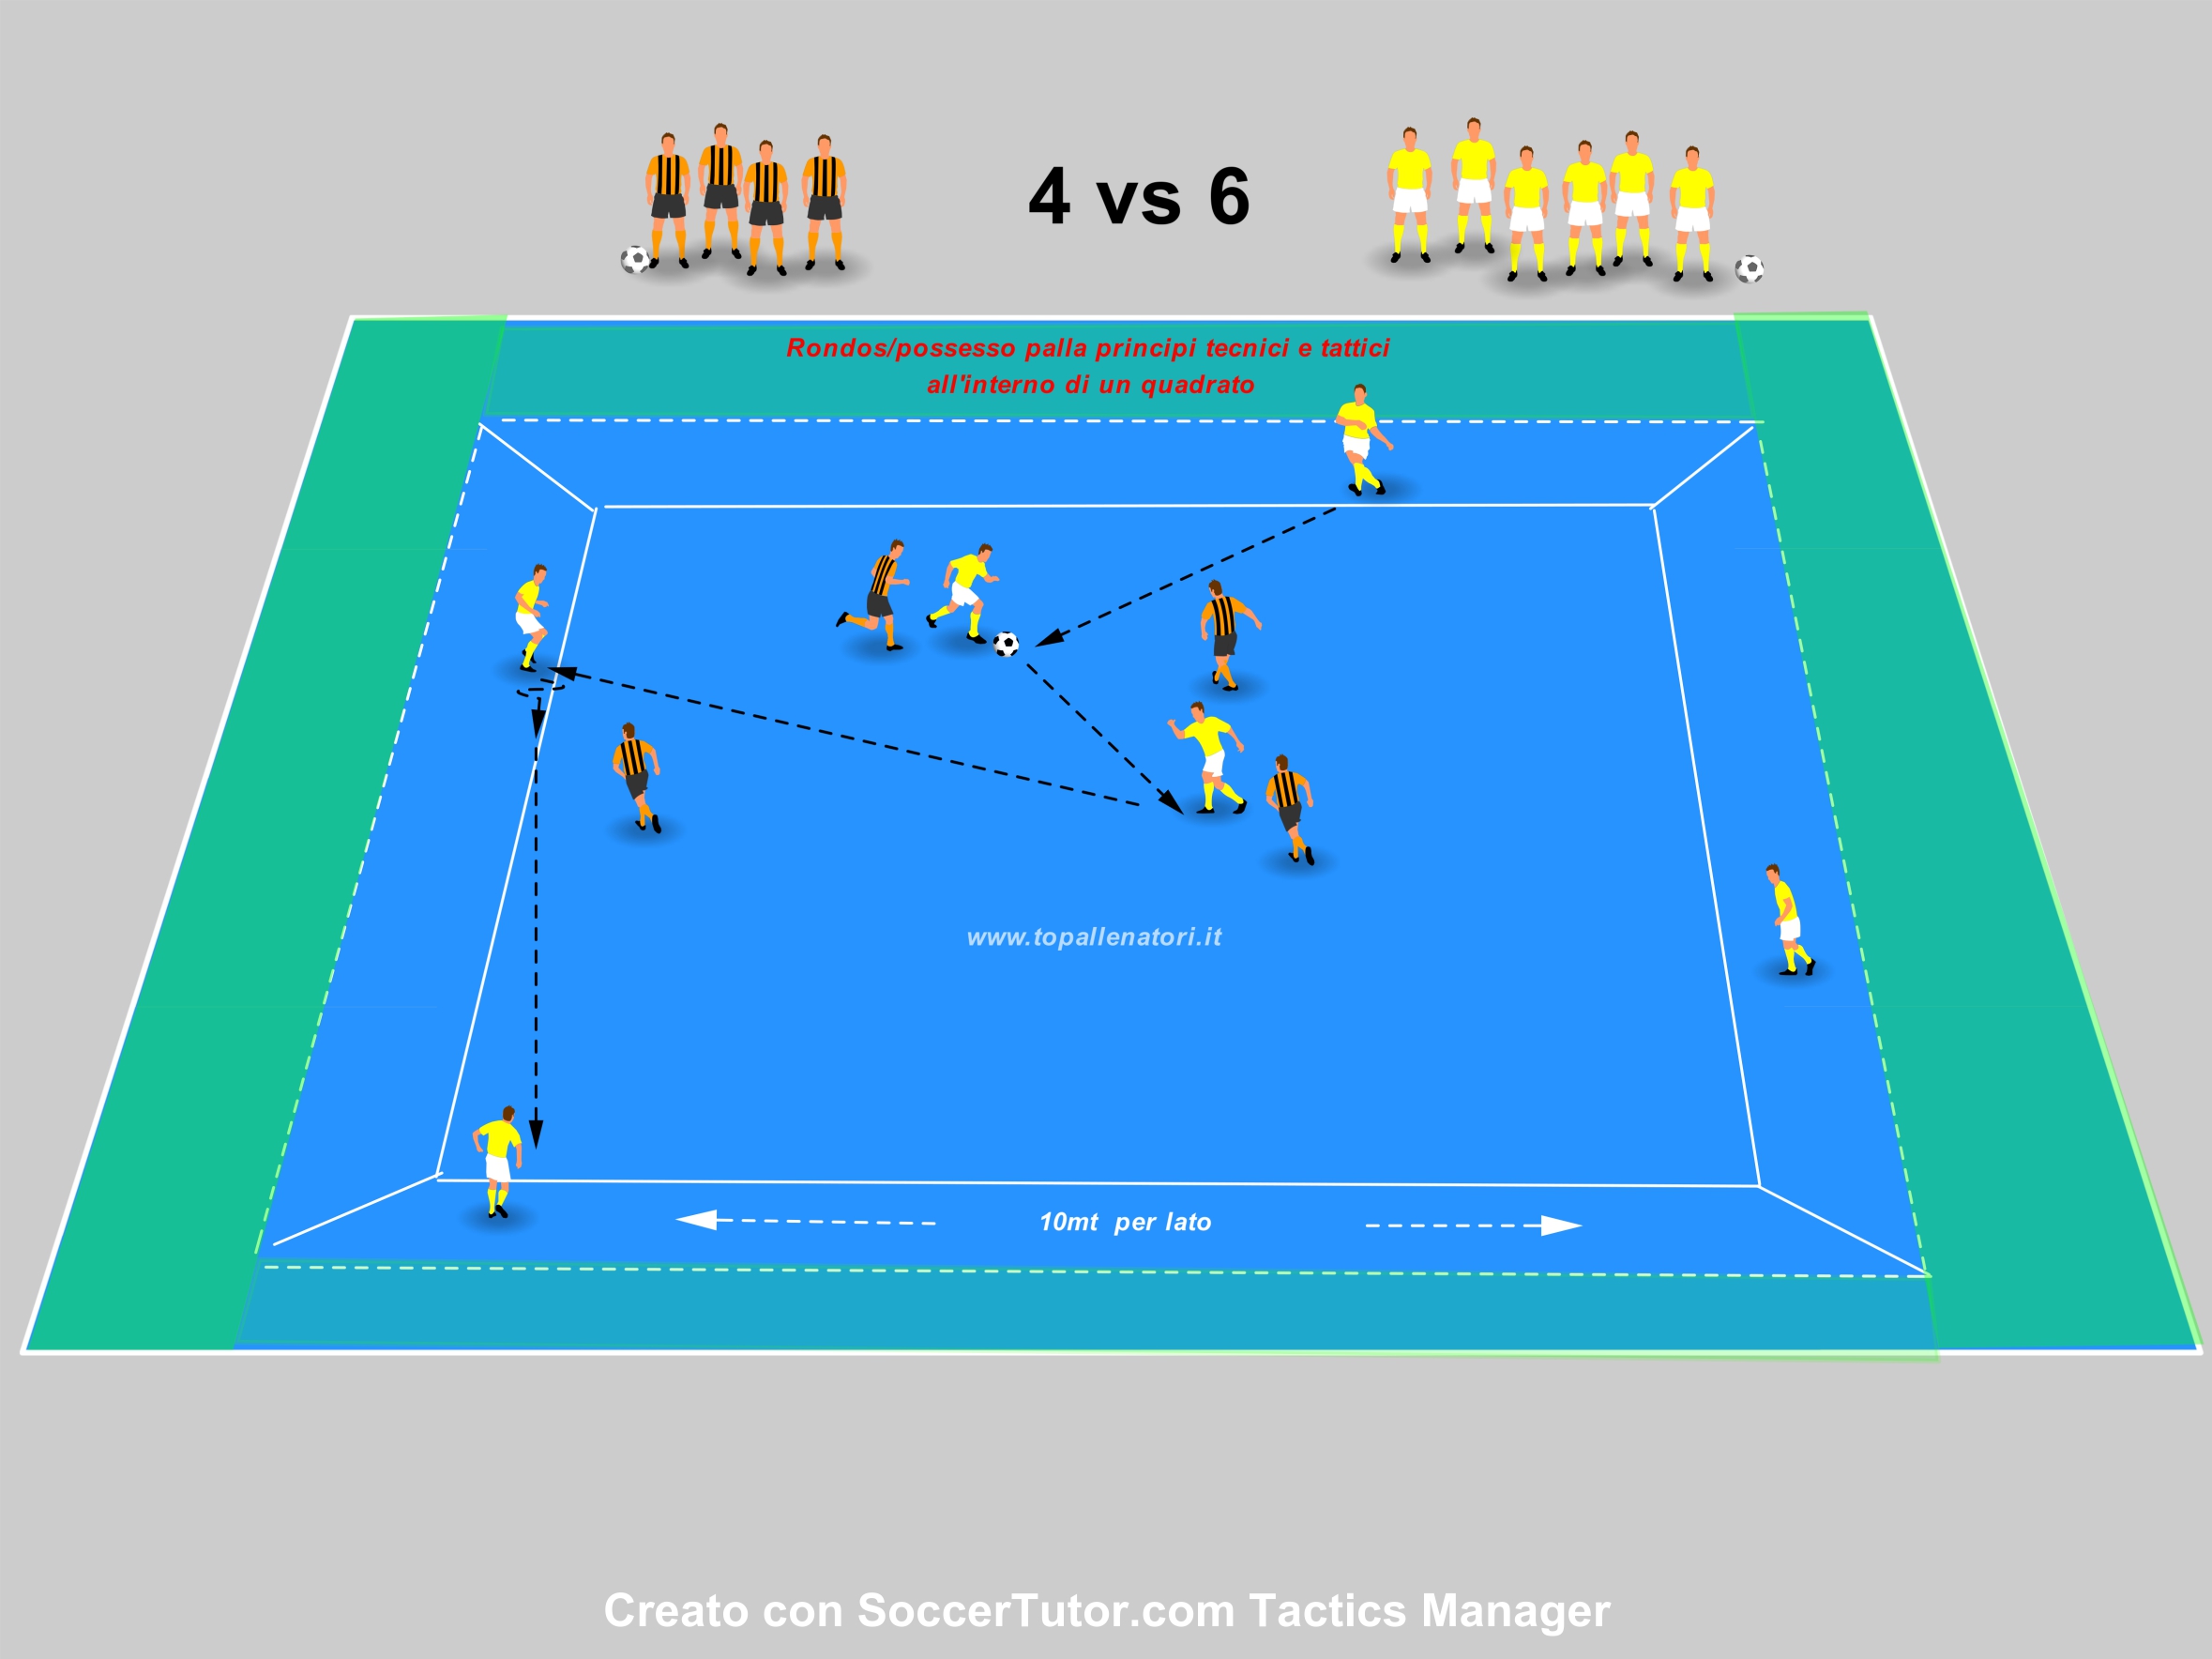 4 vs 6
Rondos/possesso palla principi tecnici e tattici
all'interno di un quadrato
www.topallenatori.it
10mt per lato
Creato con SoccerTutor.com Tactics Manager